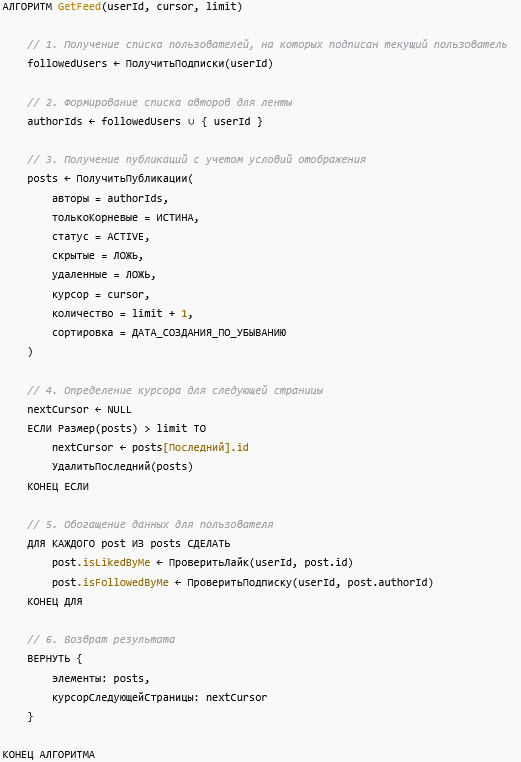 АЛГОРИТМ GetFeed(userId, cursor, limit)
// 1. Получение списка пользователей, на которых подписан текущий пользователь
followedUsers ← ПолучитьПодписки(userId)
// 2. Формирование списка авторов для ленты
authorIds ← followedUsers ∪ { userId }
// 3. Получение публикаций с учетом условий отображения
posts ← ПолучитьПубликации(
авторы = authorIds,
толькоКорневые = ИСТИНА,
статус = ACTIVE,
скрытые = ЛОЖЬ,
удаленные = ЛОЖЬ,
курсор = cursor,
количество = limit + 1,
сортировка = ДАТА_СОЗДАНИЯ_ПО_УБЫВАНИЮ
)
// 4. Определение курсора для следующей страницы
nextCursor ← NULL
ЕСЛИ Размер(posts) > limit ТО
nextCursor ← posts[Последний].id
УдалитьПоследний(posts)
КОНЕЦ ЕСЛИ
// 5. Обогащение данных для пользователя
ДЛЯ КАЖДОГО post ИЗ posts СДЕЛАТЬ
post.isLikedByMe ← ПроверитьЛайк(userId, post.id)
post.isFollowedByMe ← ПроверитьПодписку(userId, post.authorId)
КОНЕЦ ДЛЯ
// 6. Возврат результата
ВЕРНУТЬ {
элементы: posts,
курсорСледующейСтраницы: nextCursor
}
КОНЕЦ АЛГОРИТМА